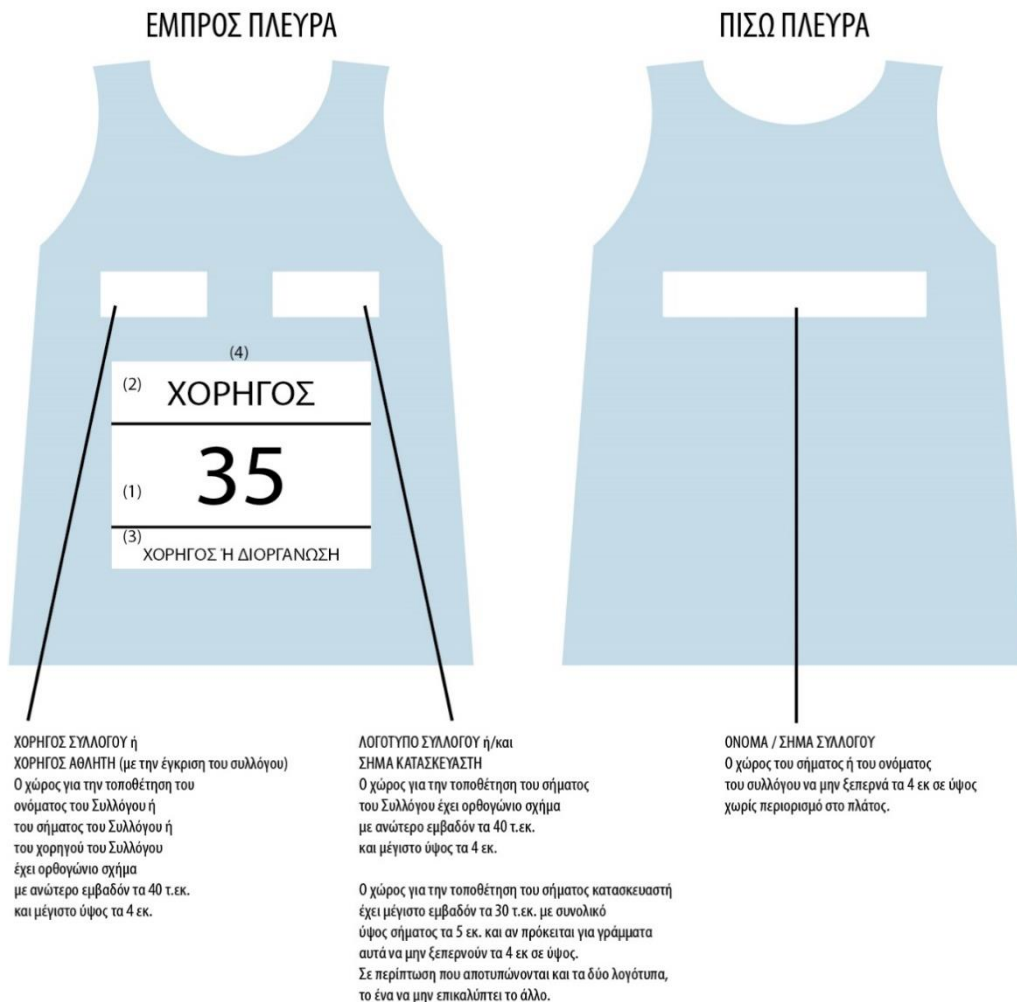 ΕΜΠΡΟΣ ΠΛΕΥΡΑ
ΠΙΣΩ ΠΛΕΥΡΑ
(4)
(2) ΧΟΡΗΓΟΣ
(1) 35
(3)
ΧΟΡΗΓΟΣ Ή ΔΙΟΡΓΑΝΩΣΗ
ΧΟΡΗΓΟΣ ΣΥΛΛΟΓΟΥ ή
ΧΟΡΗΓΟΣ ΑΘΛΗΤΗ (με την έγκριση του συλλόγου)
Ο χώρος για την τοποθέτηση του
ονόματος του Συλλόγου ή
του σήματος του Συλλόγου ή
του χορηγού του Συλλόγου
έχει ορθογώνιο σχήμα
με ανώτερο εμβαδόν τα 40 τ.εκ.
και μέγιστο ύψος τα 4 εκ.
ΛΟΓΟΤΥΠΟ ΣΥΛΛΟΓΟΥ ή/και
ΣΗΜΑ ΚΑΤΑΣΚΕΥΑΣΤΗ
Ο χώρος για την τοποθέτηση του σήματος
του Συλλόγου έχει ορθογώνιο σχήμα
με ανώτερο εμβαδόν τα 40 τ.εκ.
και μέγιστο ύψος τα 4 εκ.
Ο χώρος για την τοποθέτηση του σήματος κατασκευαστή
έχει μέγιστο εμβαδόν τα 30 τ.εκ. με συνολικό
ύψος σήματος τα 5 εκ. και αν πρόκειται για γράμματα
αυτά να μην ξεπερνούν τα 4 εκ σε ύψος.
Σε περίπτωση που αποτυπώνονται και τα δύο λογότυπα,
το ένα να μην επικαλύπτει το άλλο.
ΟΝΟΜΑ / ΣΗΜΑ ΣΥΛΛΟΓΟΥ
Ο χώρος του σήματος ή του ονόματος
του συλλόγου να μην ξεπερνά τα 4 εκ σε ύψος
χωρίς περιορισμό στο πλάτος.